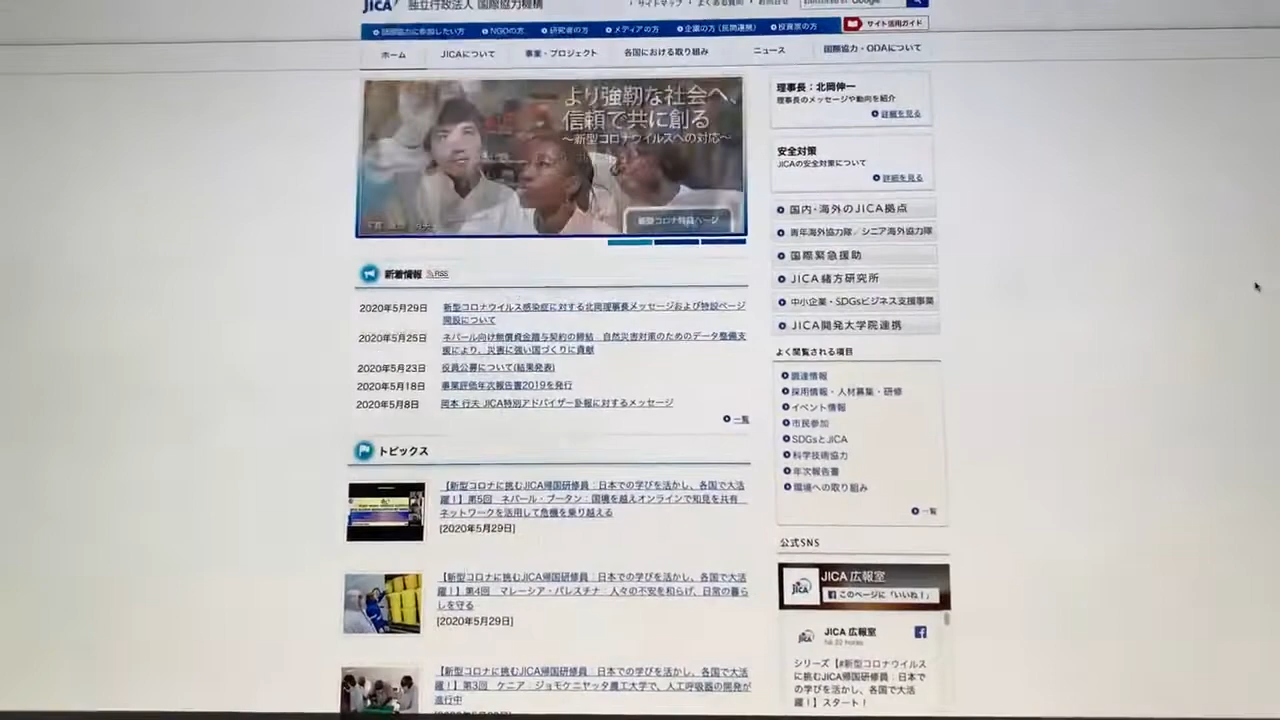 JICA 独立行政法人 国際協力機構
サイトマップ よくある質問 お問合せ
国際協力に参加したい方 NGOの方 研究者の方 メディアの方 企業の方（民間連携） 投資家の方 サイト活用ガイド
ホーム JICAについて 事業・プロジェクト 各国における取り組み ニュース 国際協力・ODAについて
より強靭な社会へ、
信頼で共に創る
～新型コロナウイルスへの対応～
新型コロナ特設ページ
新着情報 RSS
2020年5月29日 新型コロナウイルス感染症に対する北岡理事長メッセージおよび特設ページ
開設について
2020年5月25日 ネパール向け無償資金贈与契約の締結：自然災害対策のためのデータ整備支
援により、災害に強い国づくりに貢献
2020年5月23日 役員公募について(結果発表)
2020年5月18日 事業評価年次報告書2019を発行
2020年5月8日 岡本 行夫 JICA特別アドバイザー訃報に対するメッセージ
一覧
トピックス
【新型コロナに挑むJICA帰国研修員：日本での学びを活かし、各国で大活
躍！】第5回 ネパール・ブータン：国境を越えオンラインで知見を共有
ネットワークを活用して危機を乗り越える
[2020年5月29日]
【新型コロナに挑むJICA帰国研修員：日本での学びを活かし、各国で大活
躍！】第4回 マレーシア・パレスチナ：人々の不安を和らげ、日常の暮ら
しを守る
[2020年5月29日]
【新型コロナに挑むJICA帰国研修員：日本での学びを活かし、各国で大活
躍！】第3回 ケニア：ジョモケニヤッタ農工大学で、人工呼吸器の開発が
進行中
理事長：北岡伸一
理事長のメッセージや動向を紹介
詳細を見る
安全対策
JICAの安全対策について
詳細を見る
国内・海外のJICA拠点
青年海外協力隊／シニア海外協力隊
国際緊急援助
JICA緒方研究所
中小企業・SDGsビジネス支援事業
JICA開発大学院連携
よく閲覧される項目
調達情報
採用情報・人材募集・研修
イベント情報
市民参加
SDGsとJICA
科学技術協力
年次報告書
環境への取り組み
一覧
公式SNS
JICA 広報室
このページに「いいね！」
JICA 広報室
há 22 horas
シリーズ【#新型コロナウイルス
に挑むJICA帰国研修員：日本で
の学びを活かし、各国で大活
躍！】スタート！